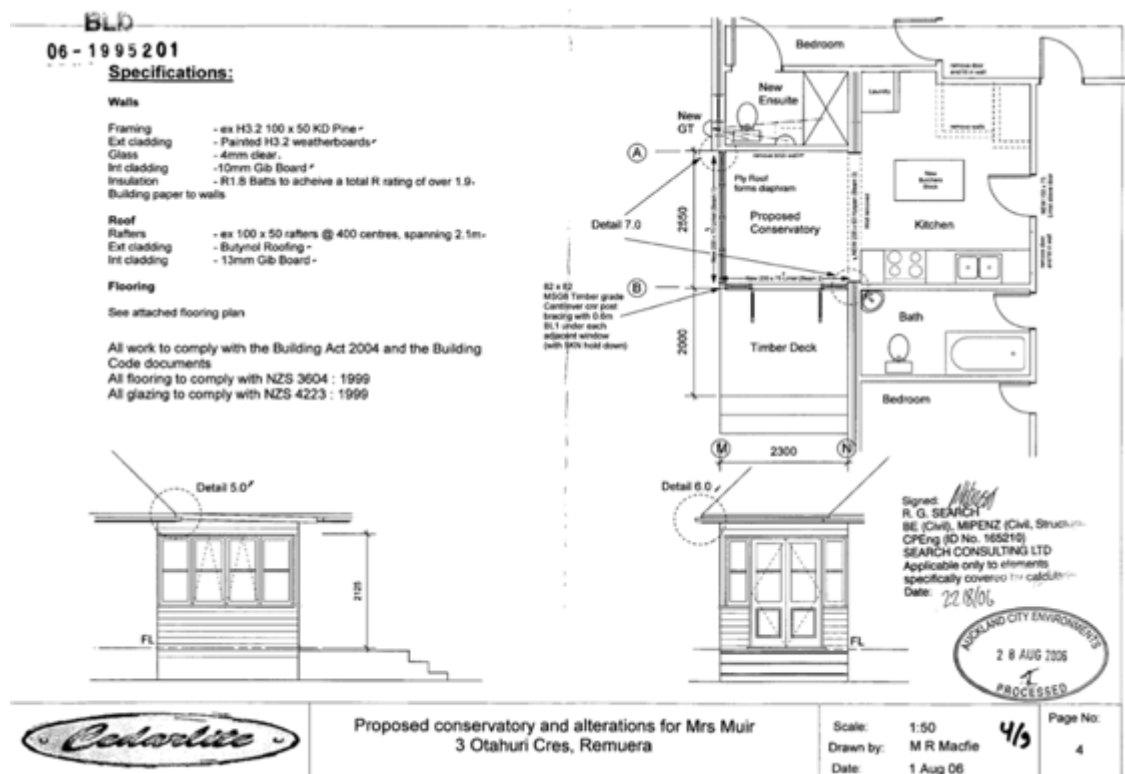 BLD
06-1995201
Specifications:
Walls
Framing - ex H3.2 100 x 50 KD Pine
Ext cladding - Painted H3.2 weatherboards
Glass - 4mm clear.
Int cladding -10mm Gib Board
Insulation - R1.8 Batts to acheive a total R rating of over 1.9
Building paper to walls
Roof
Rafters - ex 100 x 50 rafters @ 400 centres, spanning 2.1m
Ext cladding - Butynol Roofing
Int cladding - 13mm Gib Board
Flooring
See attached flooring plan
All work to comply with the Building Act 2004 and the Building
Code documents
All flooring to comply with NZS 3604 : 1999
All glazing to comply with NZS 4223 : 1999
Bedroom
remove door
New
Ensuite
Laundry
New
GT
remove walls
A
Ply Roof
forms diaphram
Detail 7.0
2550
Proposed
Conservatory
Kitchen
remove door
B
82 x 82
MSG8 Timber grade
Cantilever cnr post
bracing with 0.6m
BL1 under each
adjacent window
(with 5KN hold down)
Bath
2000
Timber Deck
Bedroom
M
N
2300
Detail 5.0
2125
FL
Detail 6.0
FL
Signed:
R. G. SEARCH
BE (Civil), MIPENZ (Civil,
CPEng (ID No. 165210)
SEARCH CONSULTING LTD
Applicable only to elements
specifically covered by
Date: 22/8/06
AUCKLAND CITY ENVIRONMENTS
28 AUG 2006
PROCESSED
Cedarlite
Proposed conservatory and alterations for Mrs Muir
3 Otahuri Cres, Remuera
Scale: 1:50
Drawn by: M R Macfie
Date: 1 Aug 06
Page No:
4